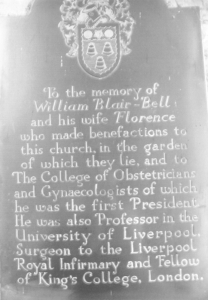 To the memory of
William Blair-Bell
and his wife Florence
who made benefactions to
this church, in the garden
of which they lie, and to
The College of Obstetricians
and Gynaecologists of which
he was the first President.
He was also Professor in the
University of Liverpool,
Surgeon to the Liverpool
Royal Infirmary and Fellow
of King's College, London.